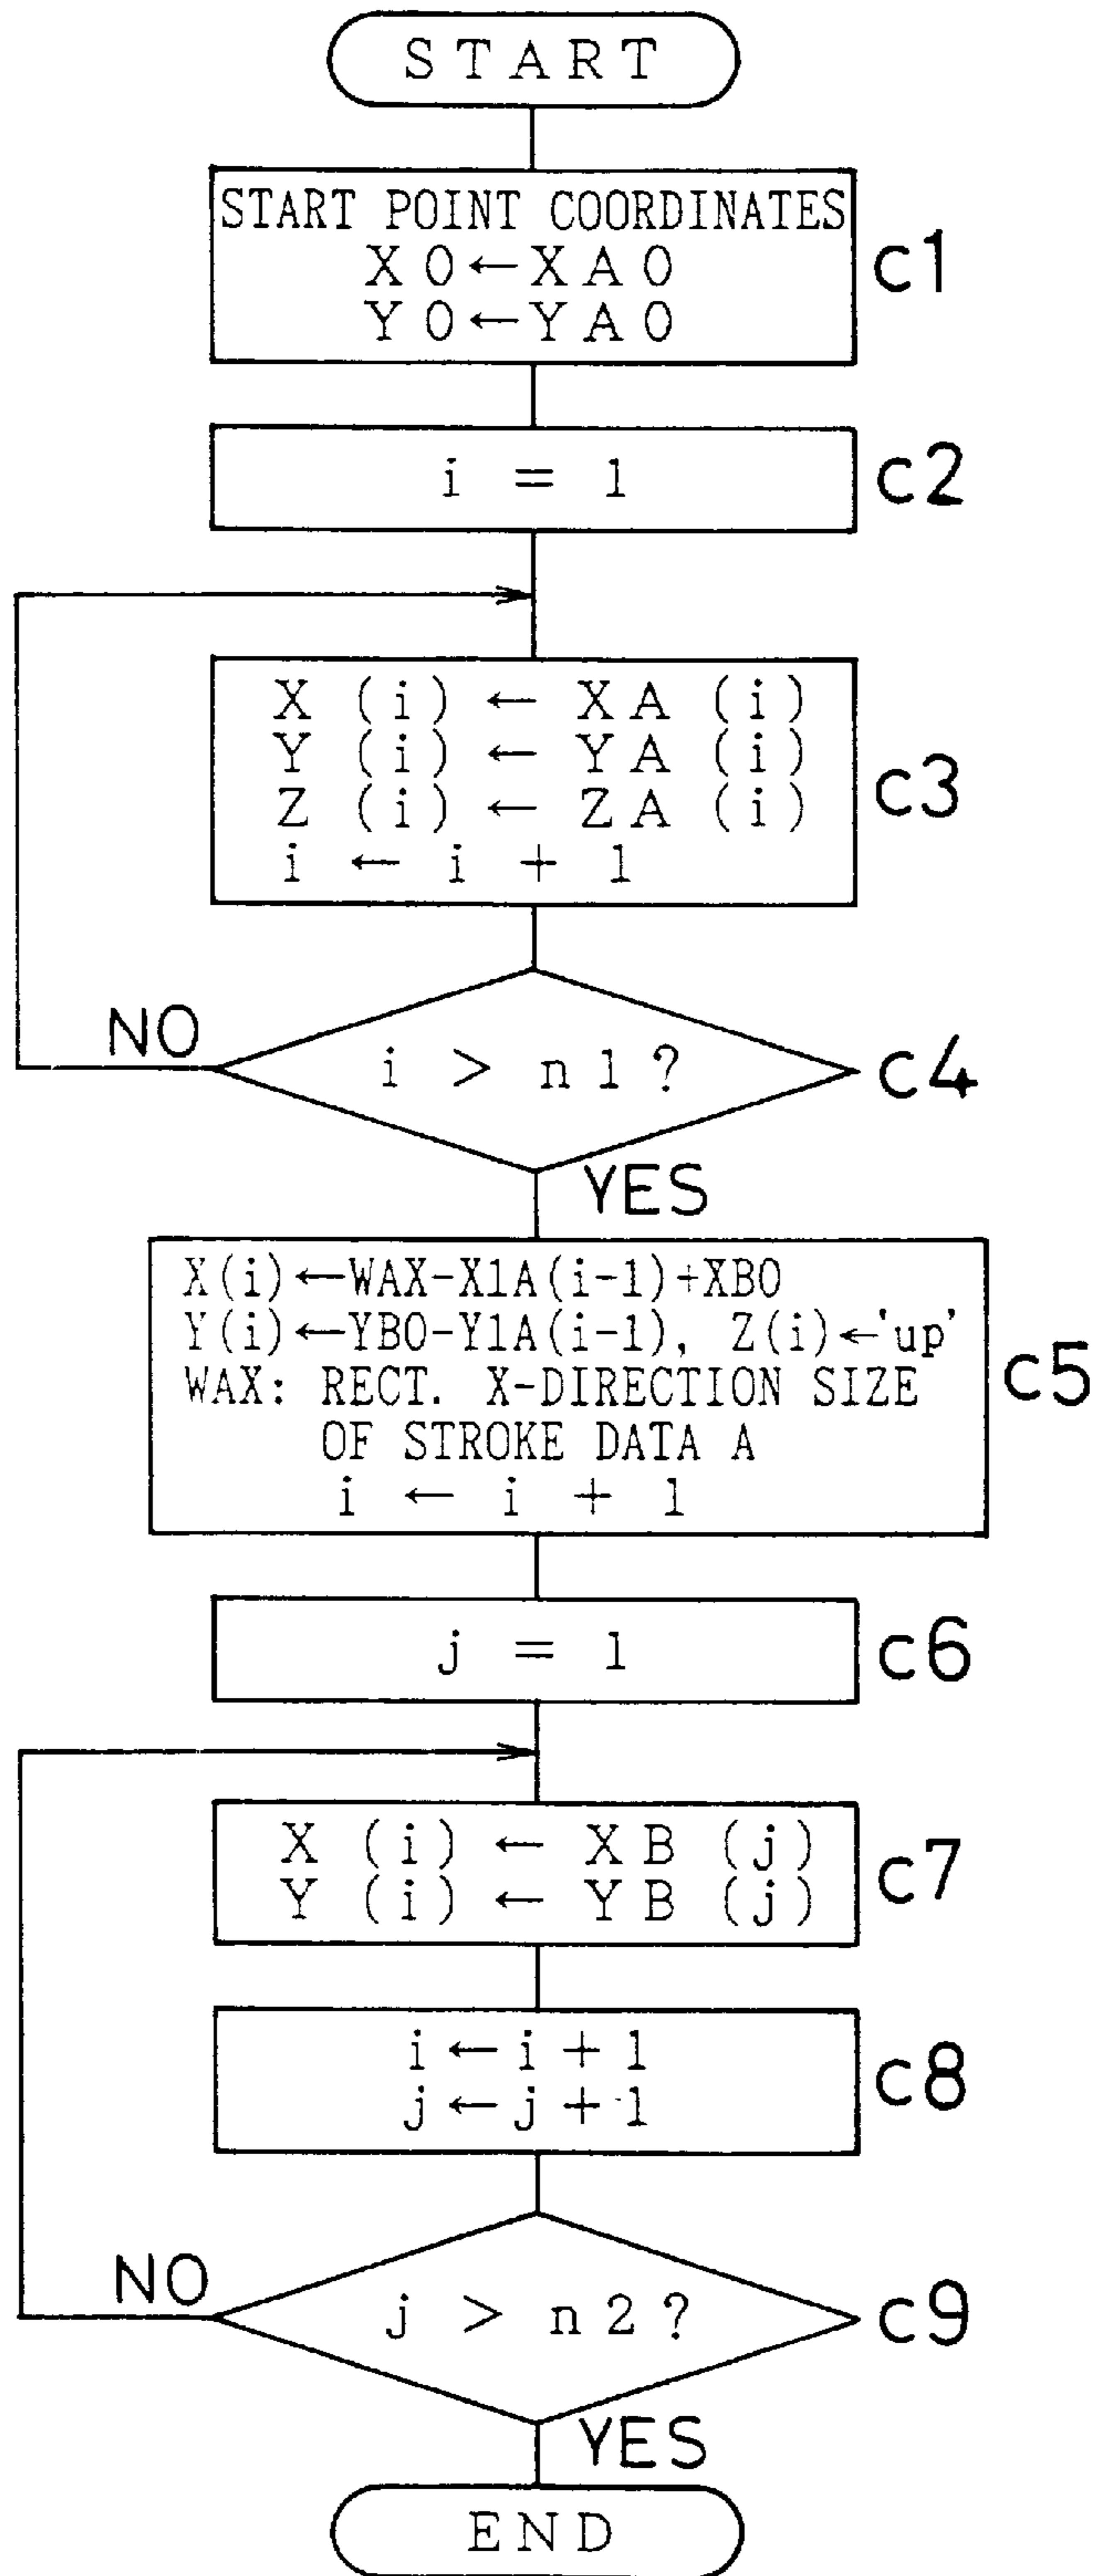 START
START POINT COORDINATES
X0←XA0
Y0←YA0
c1
i = 1
c2
X (i) ← XA (i)
Y (i) ← YA (i)
Z (i) ← ZA (i)
i ← i + 1
c3
NO
i > n1?
c4
YES
X(i)←WAX-X1A(i-1)+XB0
Y(i)←YB0-Y1A(i-1), Z(i)←'up'
WAX: RECT. X-DIRECTION SIZE
OF STROKE DATA A
i ← i + 1
c5
j = 1
c6
X (i) ← XB (j)
Y (i) ← YB (j)
c7
i←i+1
j←j+1
c8
NO
j > n2?
c9
YES
END